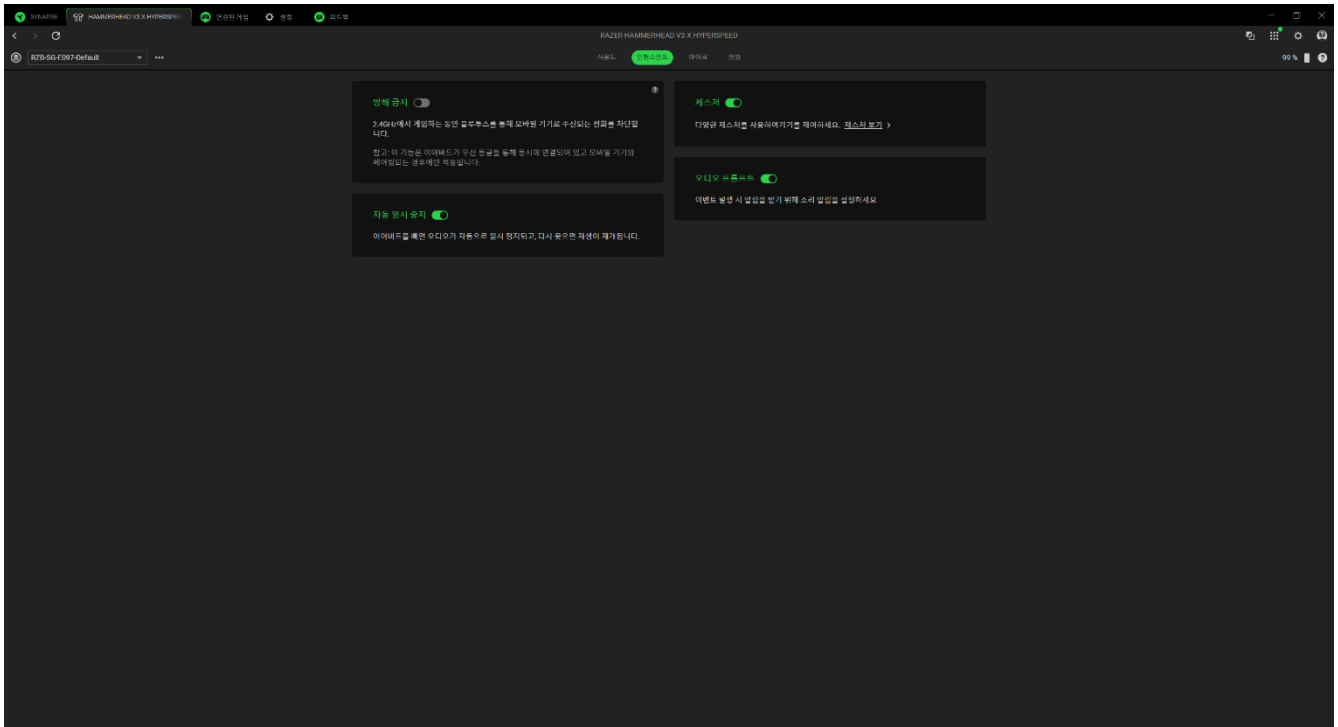 SYNAPSE
HAMMERHEAD V3 X HYPERSPEED
연결된 게임
설정
피드백
RAZER HAMMERHEAD V3 X HYPERSPEED
RZB-SG-E097-Default
사운드
인핸스먼트
마이크
전원
99 %
방해 금지
2.4GHz에서 게임하는 동안 블루투스를 통해 모바일 기기로 수신되는 전화를 차단합
니다.
참고: 이 기능은 이어버드가 무선 동글을 통해 동시에 연결되어 있고 모바일 기기와
페어링되는 경우에만 적용됩니다.
자동 일시 중지
이어버드를 빼면 오디오가 자동으로 일시 정지되고, 다시 꽂으면 재생이 재개됩니다.
제스처
다양한 제스처를 사용하여기기를 제어하세요. 제스처 보기 >
오디오 프롬프트
이벤트 발생 시 알림을 받기 위해 소리 알림을 설정하세요